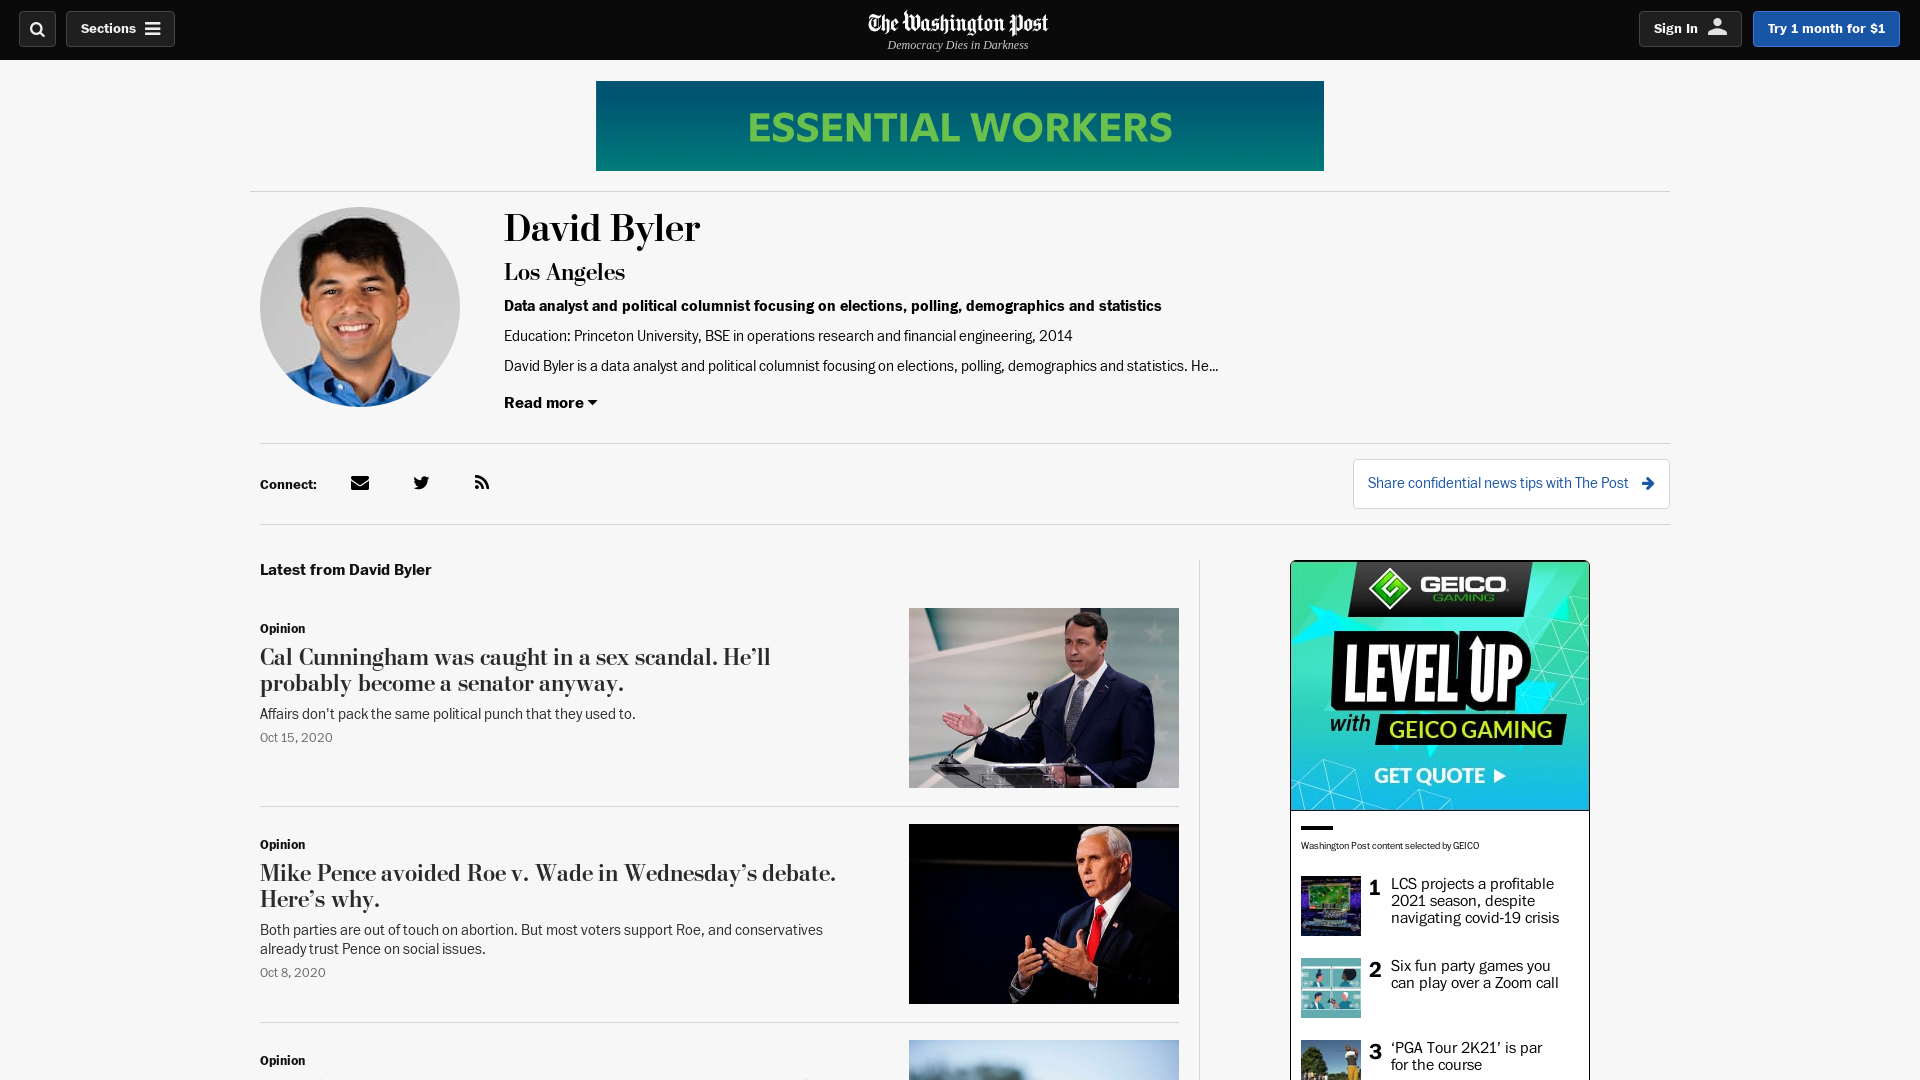 Sections
The Washington Post
Democracy Dies in Darkness
Sign In
Try 1 month for $1
ESSENTIAL WORKERS
David Byler
Los Angeles
Data analyst and political columnist focusing on elections, polling, demographics and statistics
Education: Princeton University, BSE in operations research and financial engineering, 2014
David Byler is a data analyst and political columnist focusing on elections, polling, demographics and statistics. He...
Read more
Connect:
Share confidential news tips with The Post
Latest from David Byler
Opinion
Cal Cunningham was caught in a sex scandal. He’ll
probably become a senator anyway.
Affairs don't pack the same political punch that they used to.
Oct 15, 2020
Opinion
Mike Pence avoided Roe v. Wade in Wednesday’s debate.
Here’s why.
Both parties are out of touch on abortion. But most voters support Roe, and conservatives
already trust Pence on social issues.
Oct 8, 2020
Opinion
GEICO
GAMING
LEVEL UP
with GEICO GAMING
GET QUOTE
Washington Post content selected by GEICO
1 LCS projects a profitable
2021 season, despite
navigating covid-19 crisis
2 Six fun party games you
can play over a Zoom call
3 ‘PGA Tour 2K21’ is par
for the course